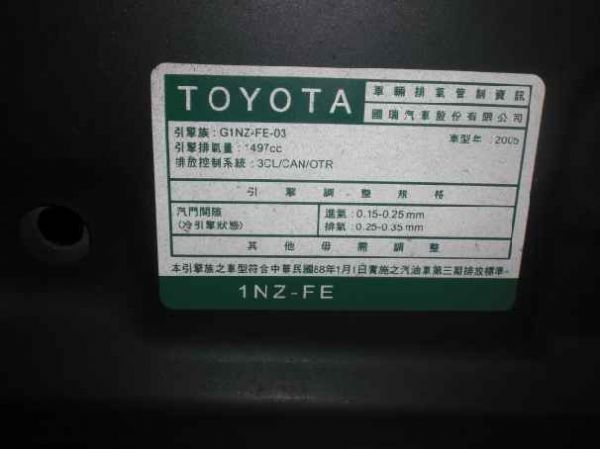 TOYOTA
車輛排氣管制資訊
國瑞汽車股份有限公司
引擎族：G1NZ-FE-03
車型年：2005
引擎排氣量：1497cc
排放控制系統：3CL/CAN/OTR
引擎調整規格
汽門間隙
(冷引擎狀態)
進氣：0.15-0.25mm
排氣：0.25-0.35mm
其他毋需調整
本引擎族之車型符合中華民國88年1月1日實施之汽油車第三期排放標準。
1NZ-FE